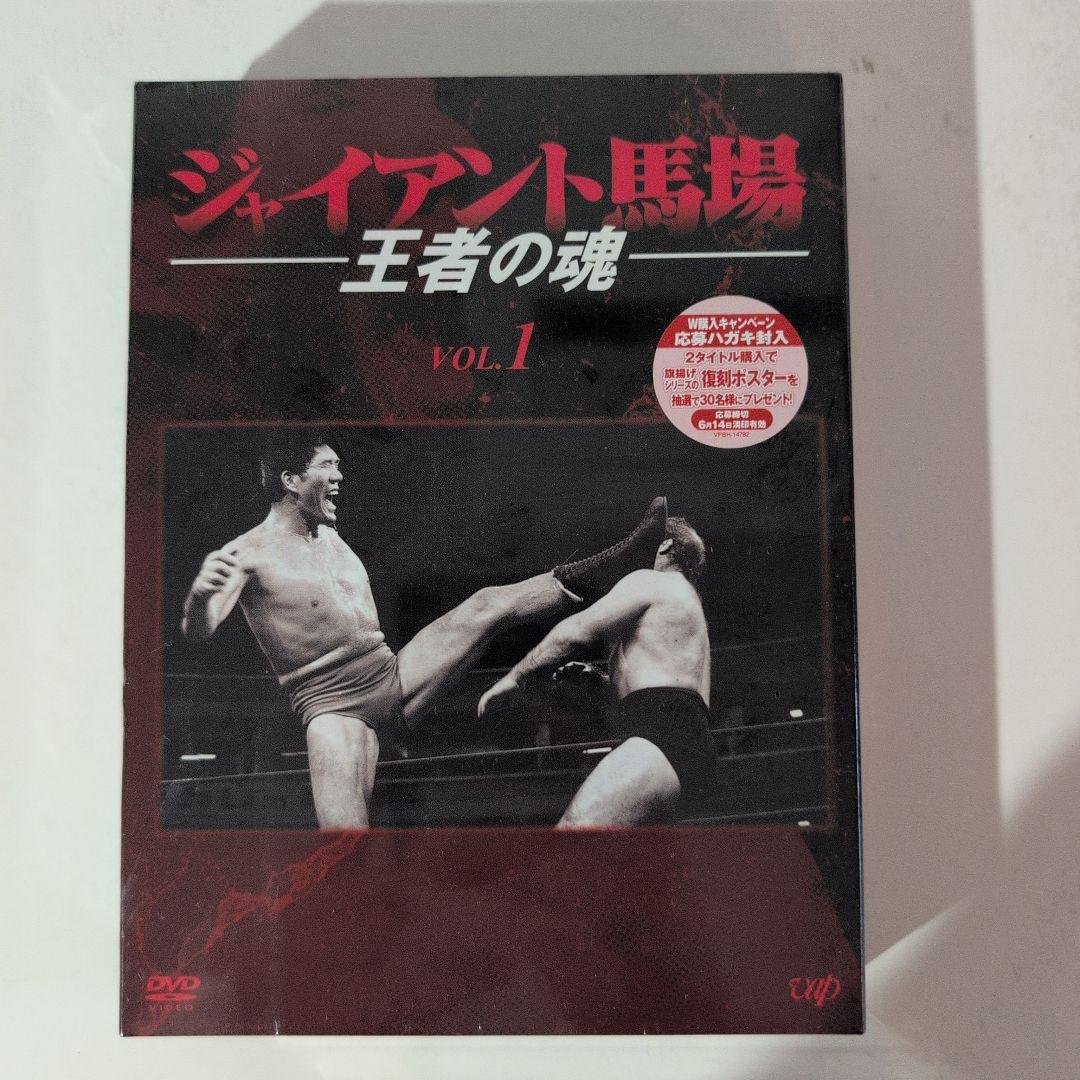 ジャイアント馬場
王者の魂
VOL.1
W購入キャンペーン
応募ハガキ封入
2タイトル購入で
旗揚げシリーズの復刻ポスターを
抽選で30名様にプレゼント!
応募締切
6月14日消印有効
VPBH-14782
DVD
VIDEO
vap